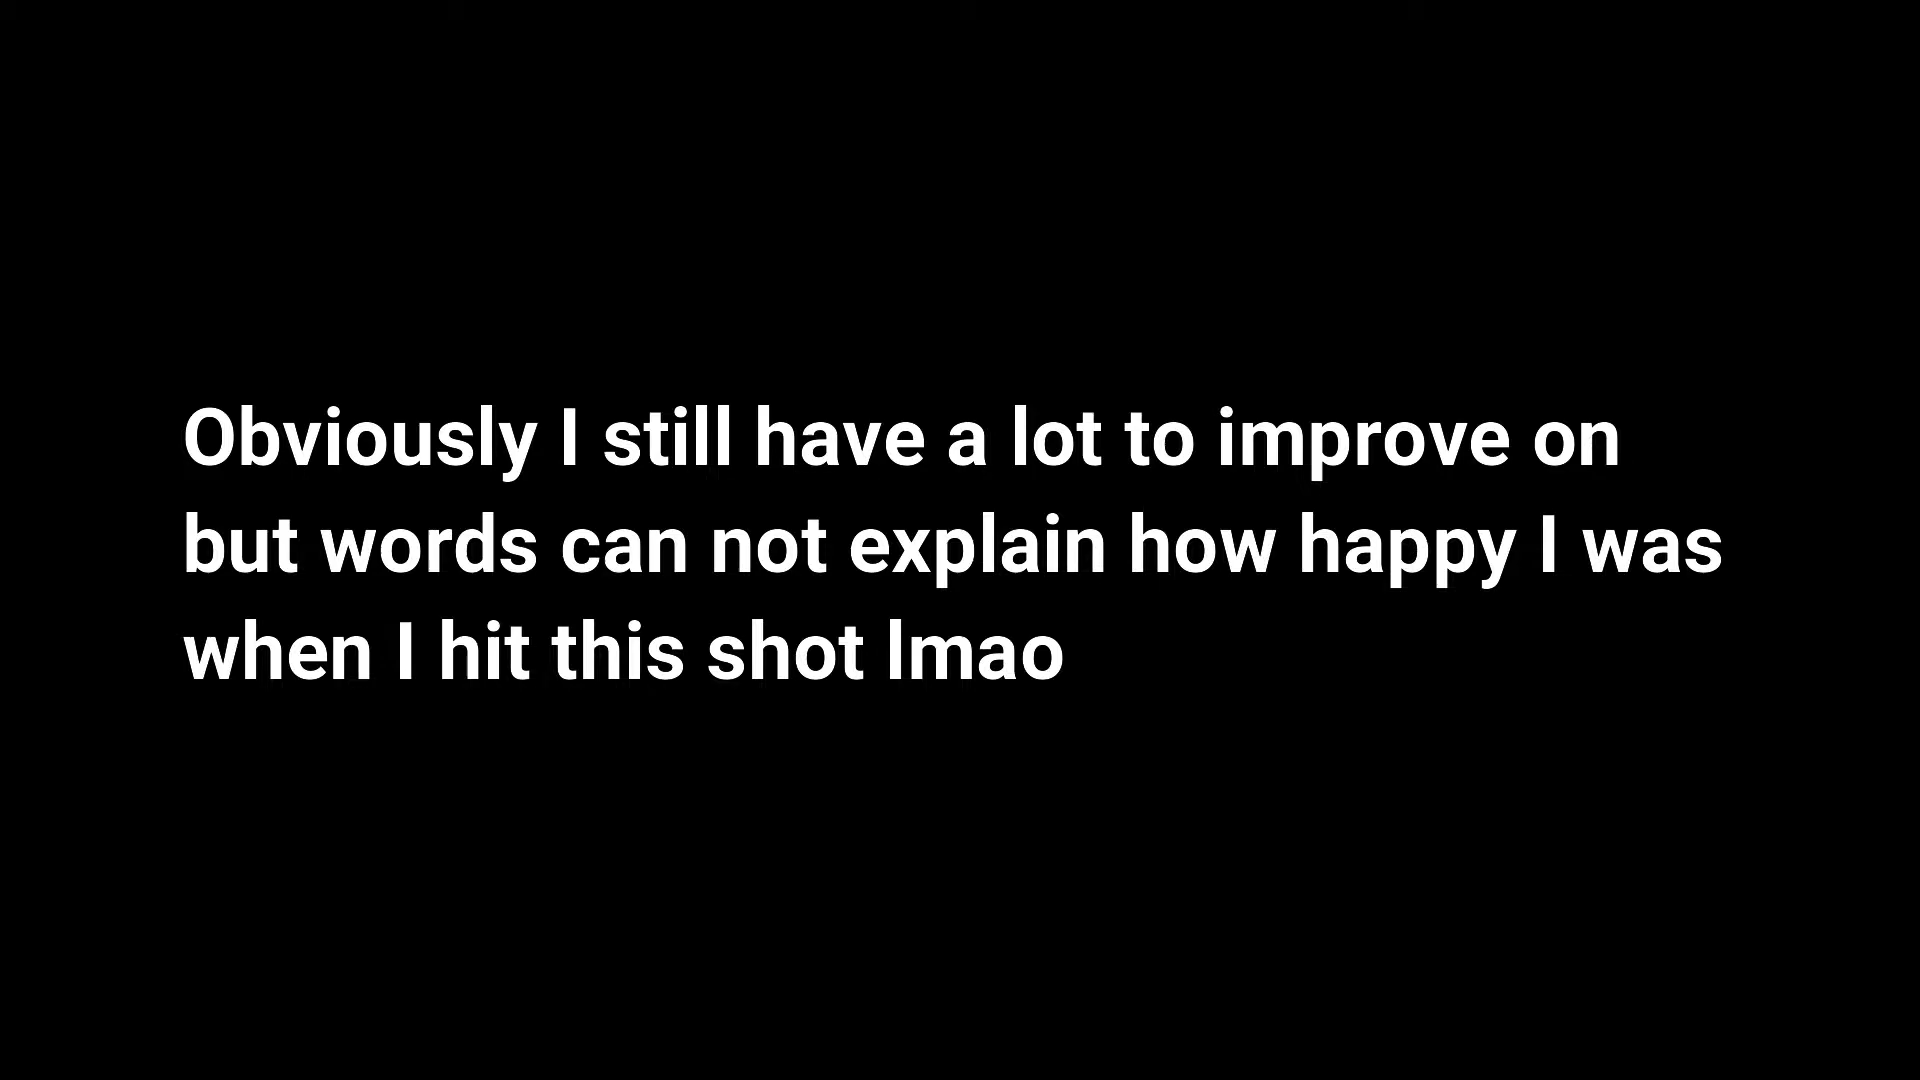 Obviously I still have a lot to improve on
but words can not explain how happy I was
when I hit this shot lmao